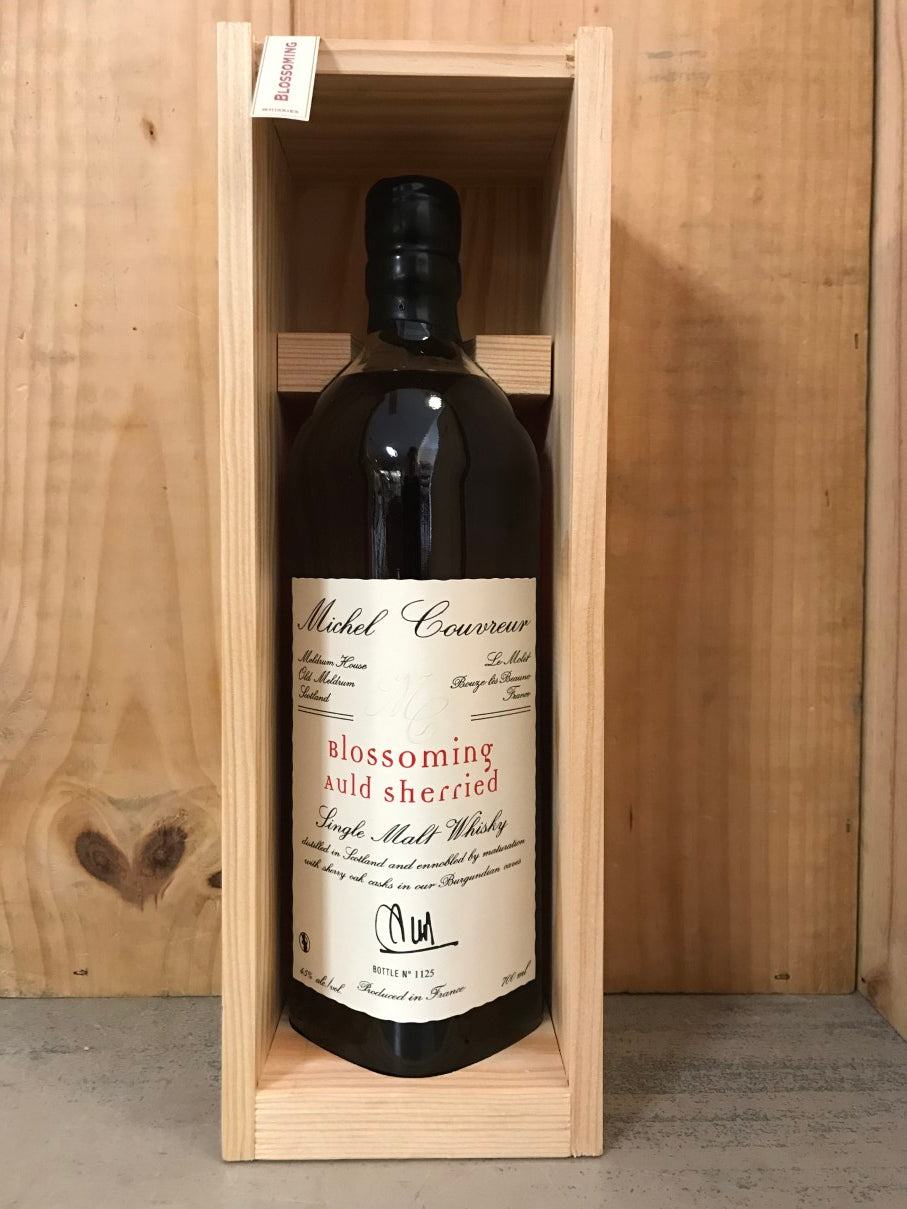 BLOSSOMING
Michel Couvreur
Meldrum House
Old Meldrum
Scotland
Le Molit
Bouze lès Beaune
France
MC
Blossoming
Auld sherried
Single Malt Whisky
distilled in Scotland and ennobled by maturation
with sherry oak casks in our Burgundian caves
BOTTLE N° 1125
45% alc./vol.
Produced in France
700 ml